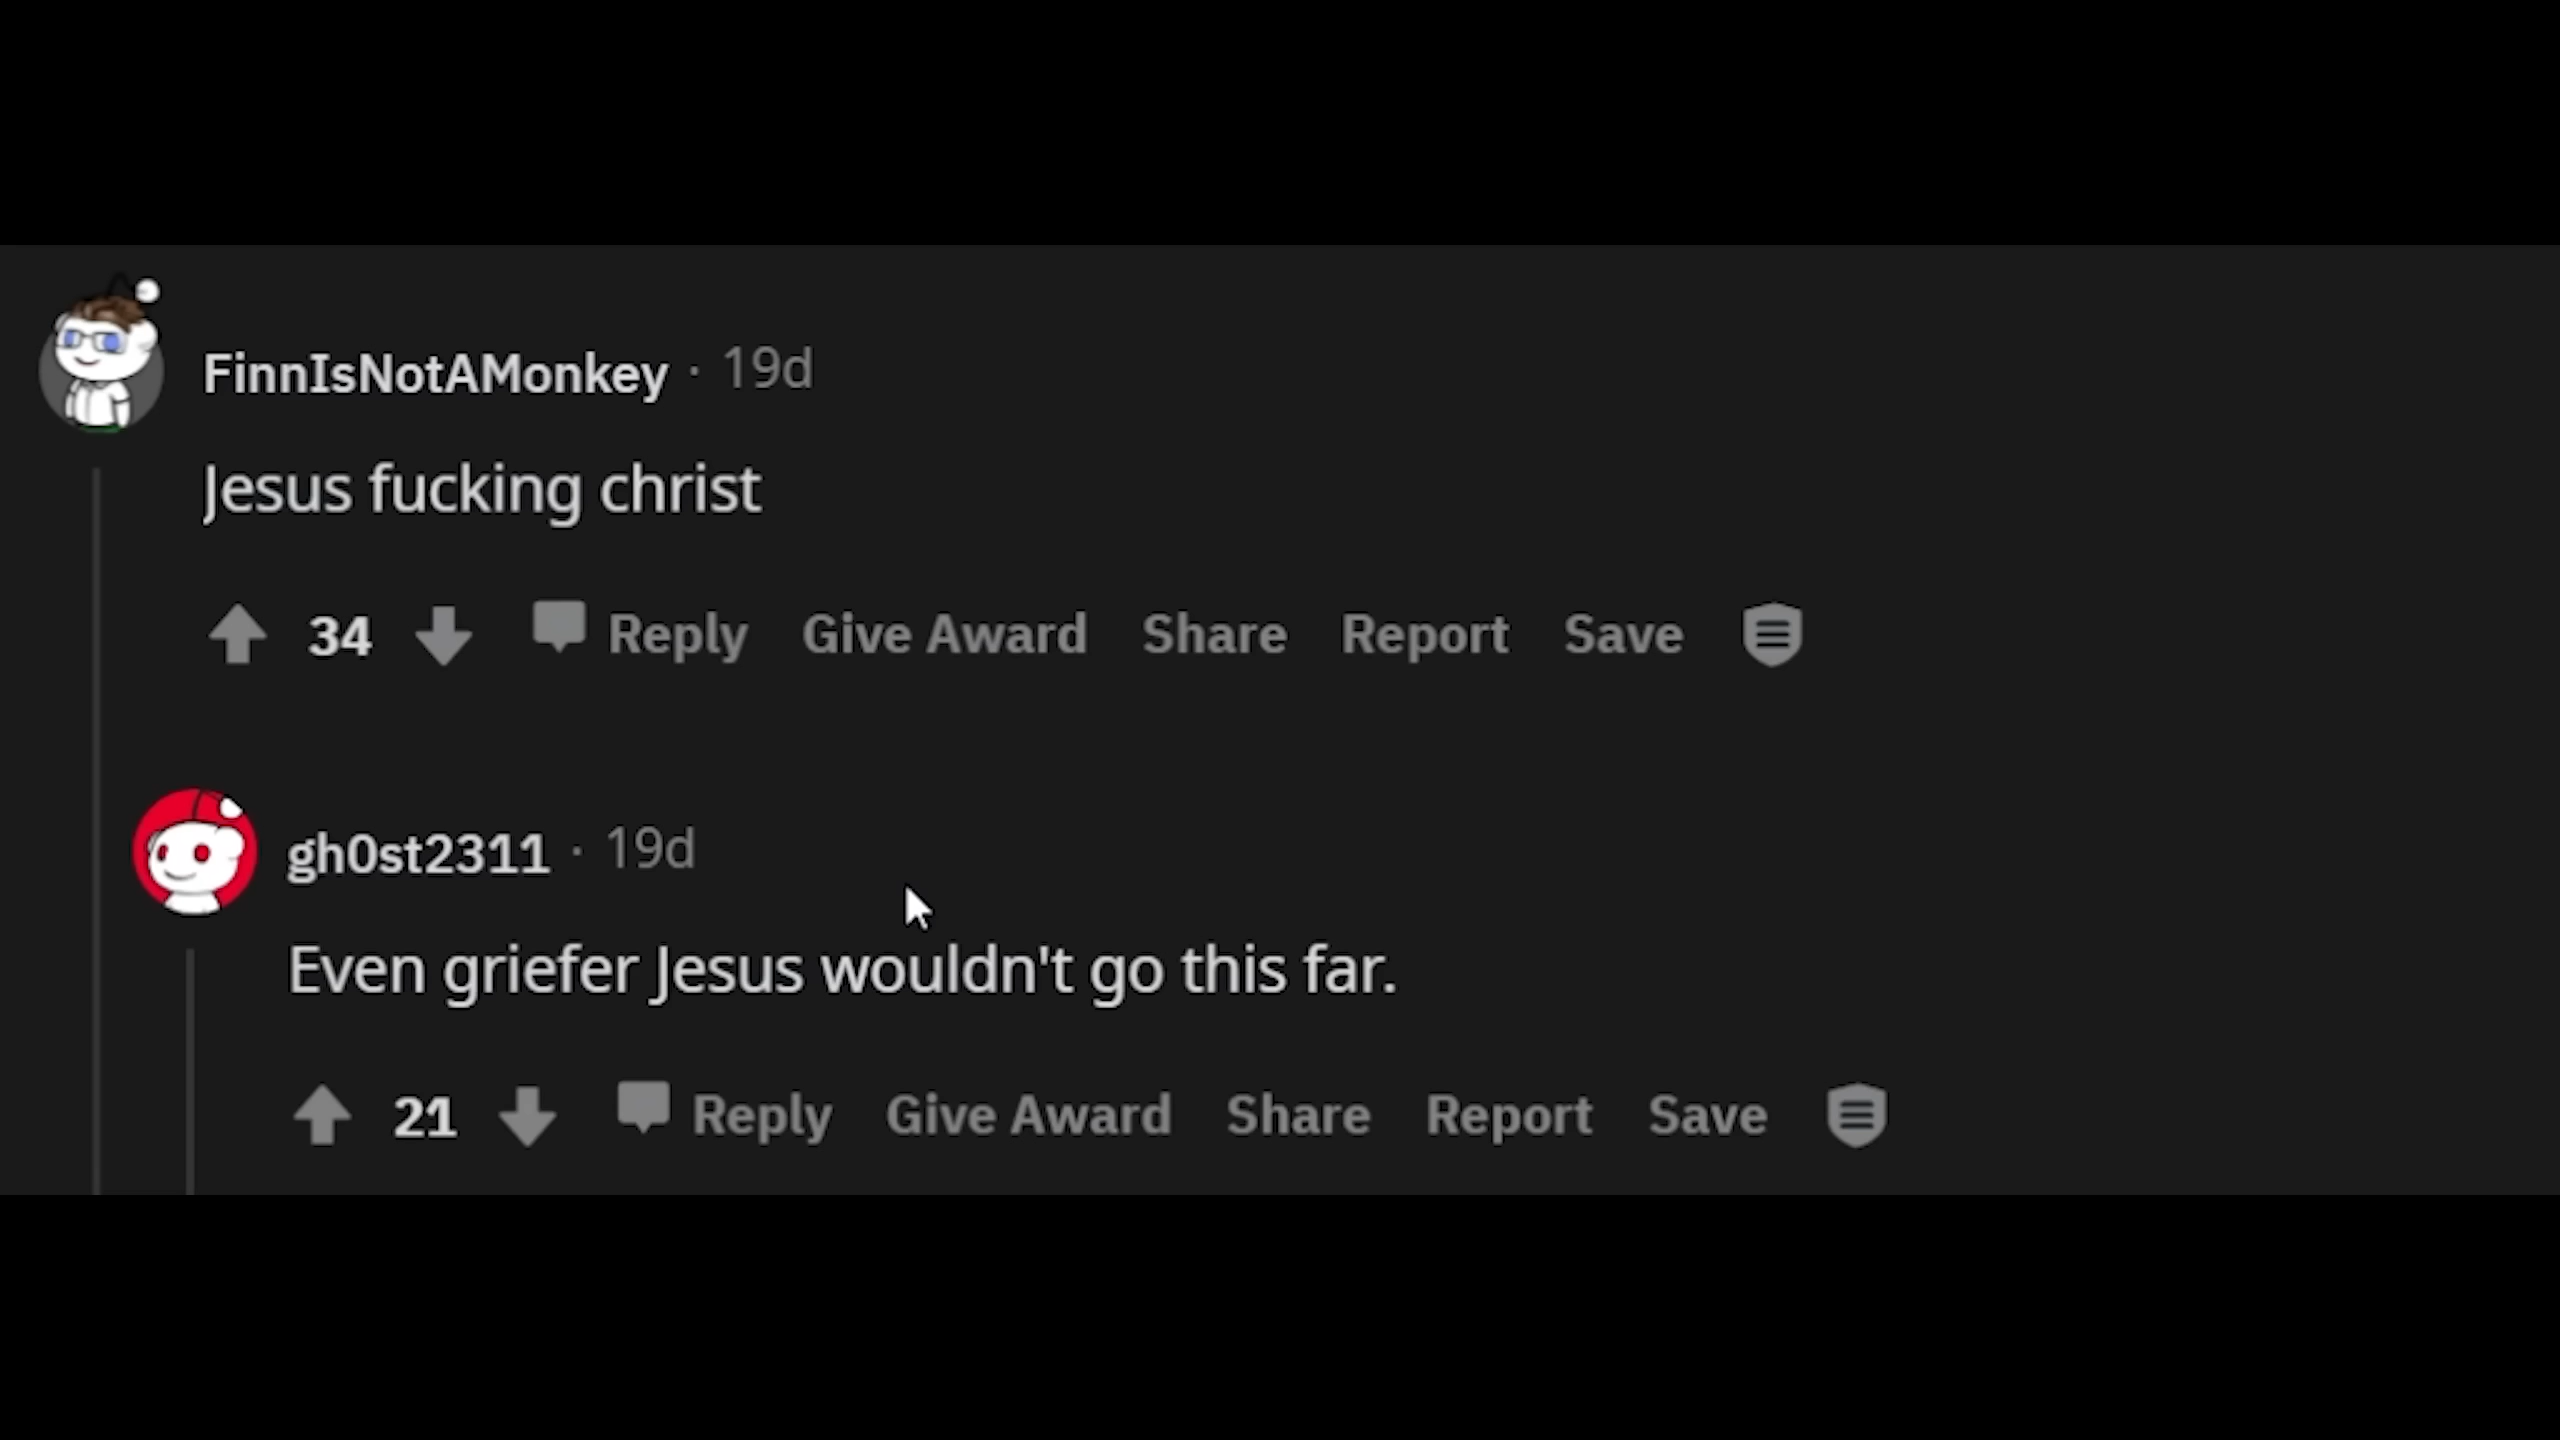 FinnIsNotAMonkey · 19d
Jesus fucking christ
34 Reply Give Award Share Report Save
gh0st2311 · 19d
Even griefer Jesus wouldn't go this far.
21 Reply Give Award Share Report Save